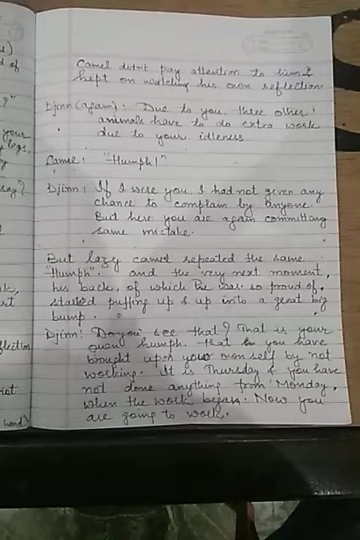 Camel didn't pay attention to him &
kept on watching his own reflection
Djinn (again): Due to you, three other
animals have to do extra work
due to your idleness
Camel: "Humph!"
Djinn: If I were you, I had not given any
chance to complain by anyone.
But here you are again committing
same mistake.
But lazy camel repeated the same
"Humph". and the very next moment,
his back, of which he was so proud of,
started puffing up & up into a great big
bump.
Djinn: Do you see that? That is your
own humph. that you have
brought upon your own self by not
working. It is Thursday & you have
not done anything from Monday,
when the work began. Now you
are going to work.
d of
your
legs.
say?
flection
not